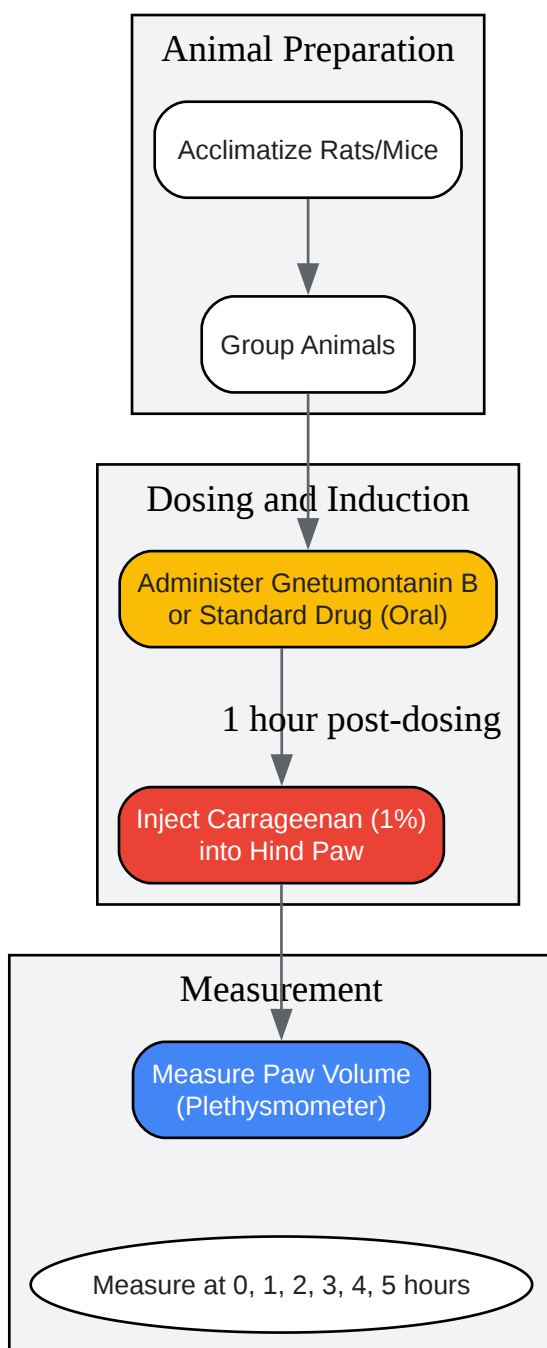 Animal Preparation
Acclimatize Rats/Mice
Group Animals
Dosing and Induction
Administer Gnetumontanin B
or Standard Drug (Oral)
1 hour post-dosing
Inject Carrageenan (1%)
into Hind Paw
Measurement
Measure Paw Volume
(Plethysmometer)
Measure at 0, 1, 2, 3, 4, 5 hours